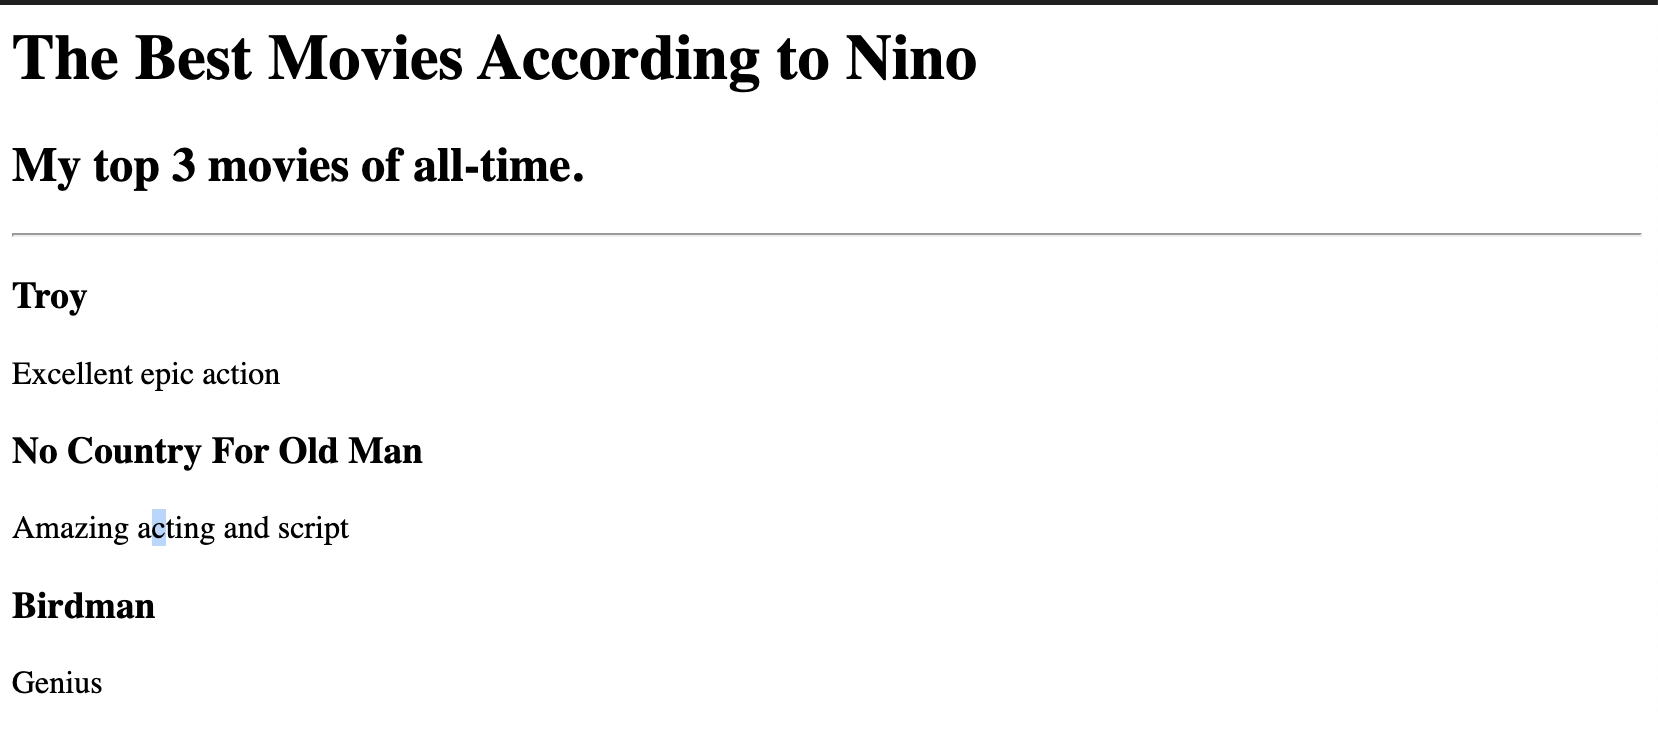 The Best Movies According to Nino
My top 3 movies of all-time.
Troy
Excellent epic action
No Country For Old Man
Amazing acting and script
Birdman
Genius